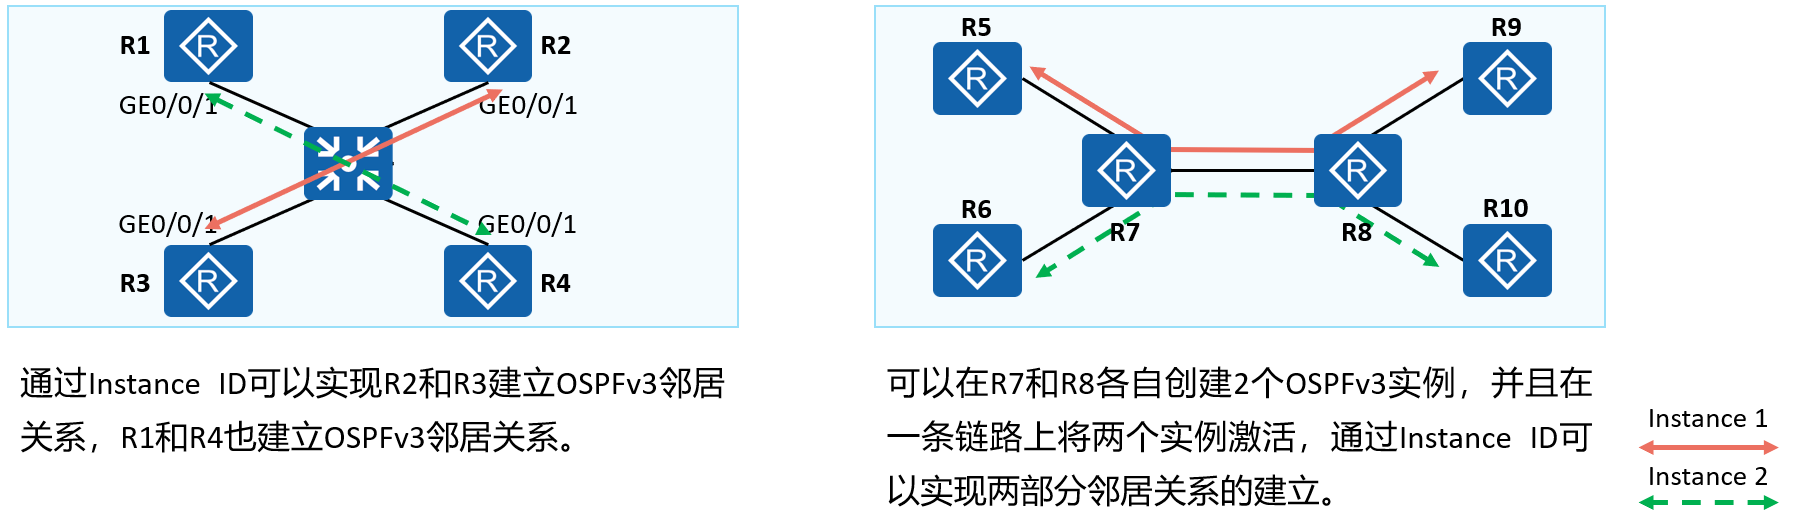 R1
R2
GE0/0/1
GE0/0/1
GE0/0/1
GE0/0/1
R3
R4
通过Instance ID可以实现R2和R3建立OSPFv3邻居
关系，R1和R4也建立OSPFv3邻居关系。
R5
R9
R6
R7
R8
R10
可以在R7和R8各自创建2个OSPFv3实例，并且在
一条链路上将两个实例激活，通过Instance ID可
以实现两部分邻居关系的建立。
Instance 1
Instance 2